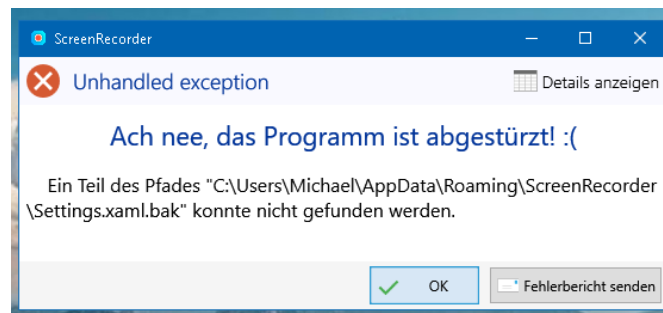 ScreenRecorder
Unhandled exception
Details anzeigen
Ach nee, das Programm ist abgestürzt! :(
Ein Teil des Pfades "C:\Users\Michael\AppData\Roaming\ScreenRecorder
\Settings.xaml.bak" konnte nicht gefunden werden.
OK
Fehlerbericht senden